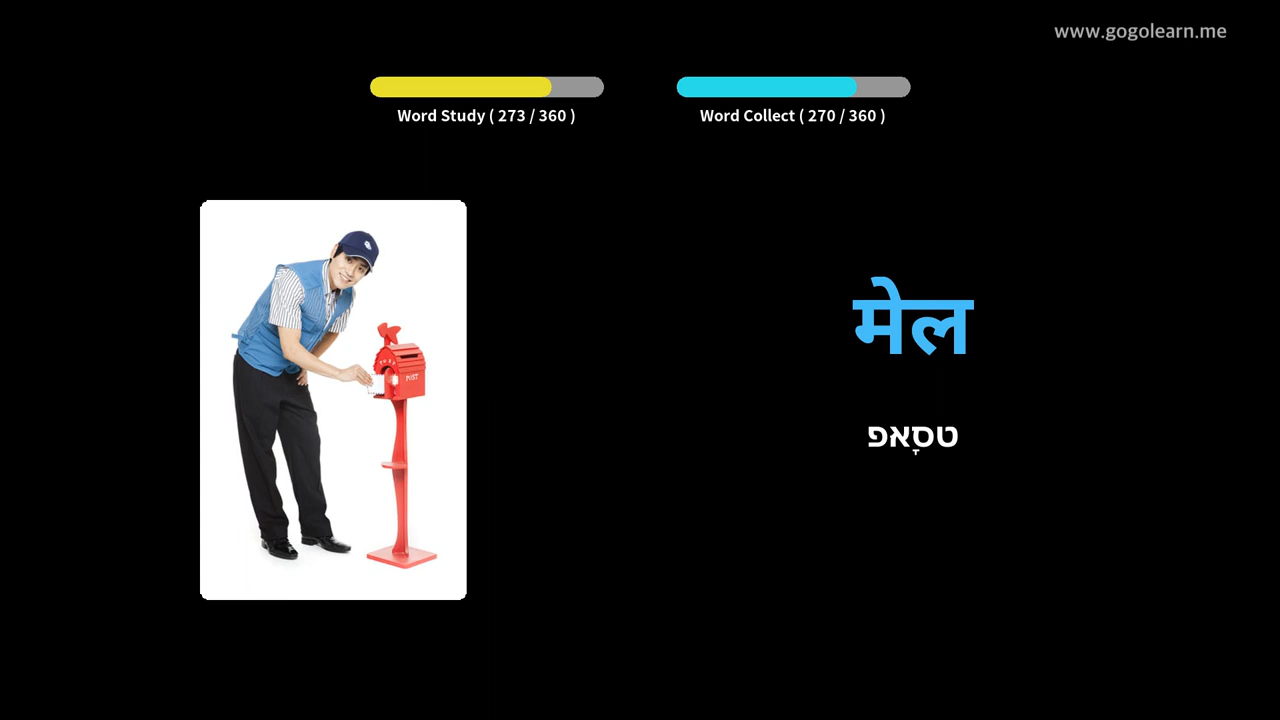 www.gogolearn.me
Word Study ( 273 / 360 )
Word Collect ( 270 / 360 )
मेल
טסָאפ
POST